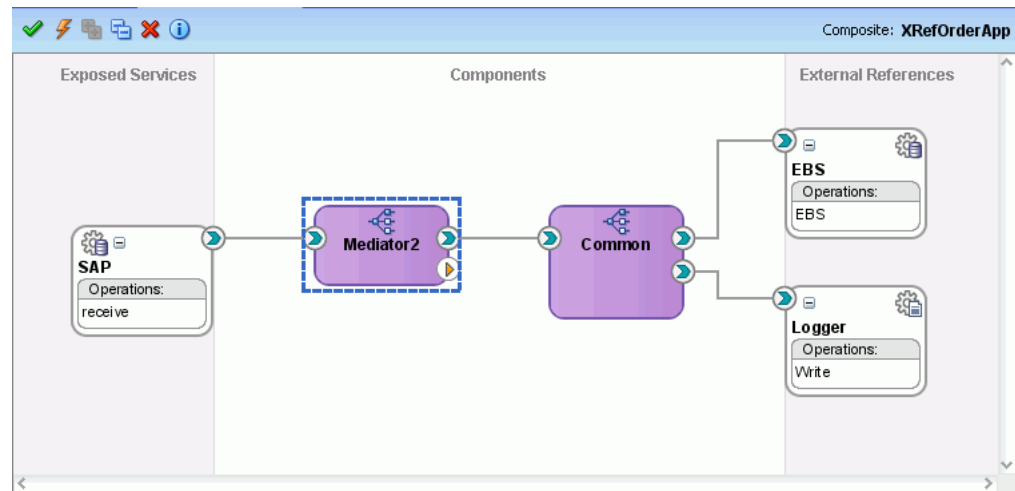 Composite: XRefOrderApp
Exposed Services
Components
External References
SAP
Operations:
receive
Mediator2
Common
EBS
Operations:
EBS
Logger
Operations:
Write